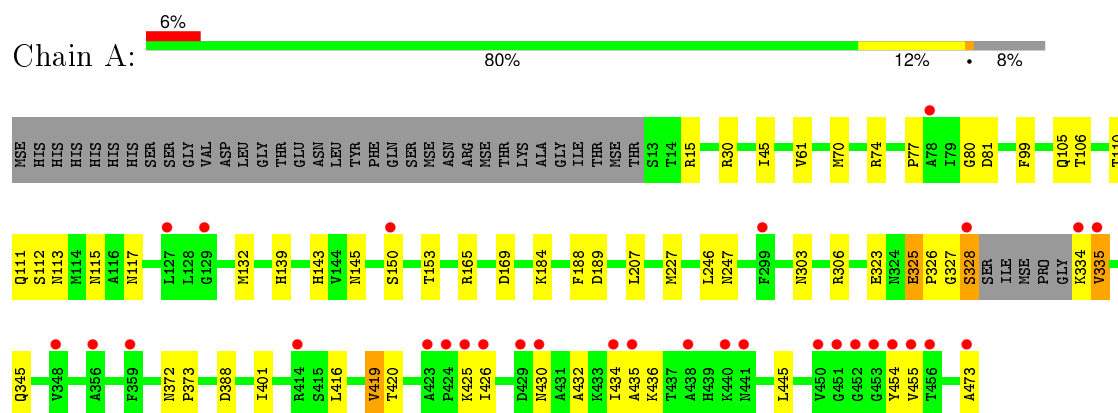 6%
Chain A:
80% 12% • 8%
MSE HIS HIS HIS HIS HIS HIS SER SER GLY VAL ASP LEU GLY THR GLU ASN LEU TYR PHE GLN SER MSE ASN ARG MSE THR LYS ALA GLY ILE THR MSE THR S13 T14 R15 R30 I45 V61 M70 R74 P77 A78 I79 G80 D81 F99 Q105 T106 T110
Q111 S112 N113 M114 N115 A116 N117 L127 L128 G129 M132 H139 H143 V144 N145 S150 T153 R165 D169 K184 F188 D189 L207 M227 L246 N247 F299 N303 R306 E323 N324 E325 P326 G327 S328 SER ILE MSE PRO GLY K334 V335
Q345 V348 A356 F359 N372 P373 D388 I401 R414 S415 L416 V419 T420 A423 P424 K425 I426 D429 N430 A431 A432 K433 I434 A435 K436 T437 A438 H439 K440 N441 L445 V450 G451 G452 G453 Y454 V455 T456 A473